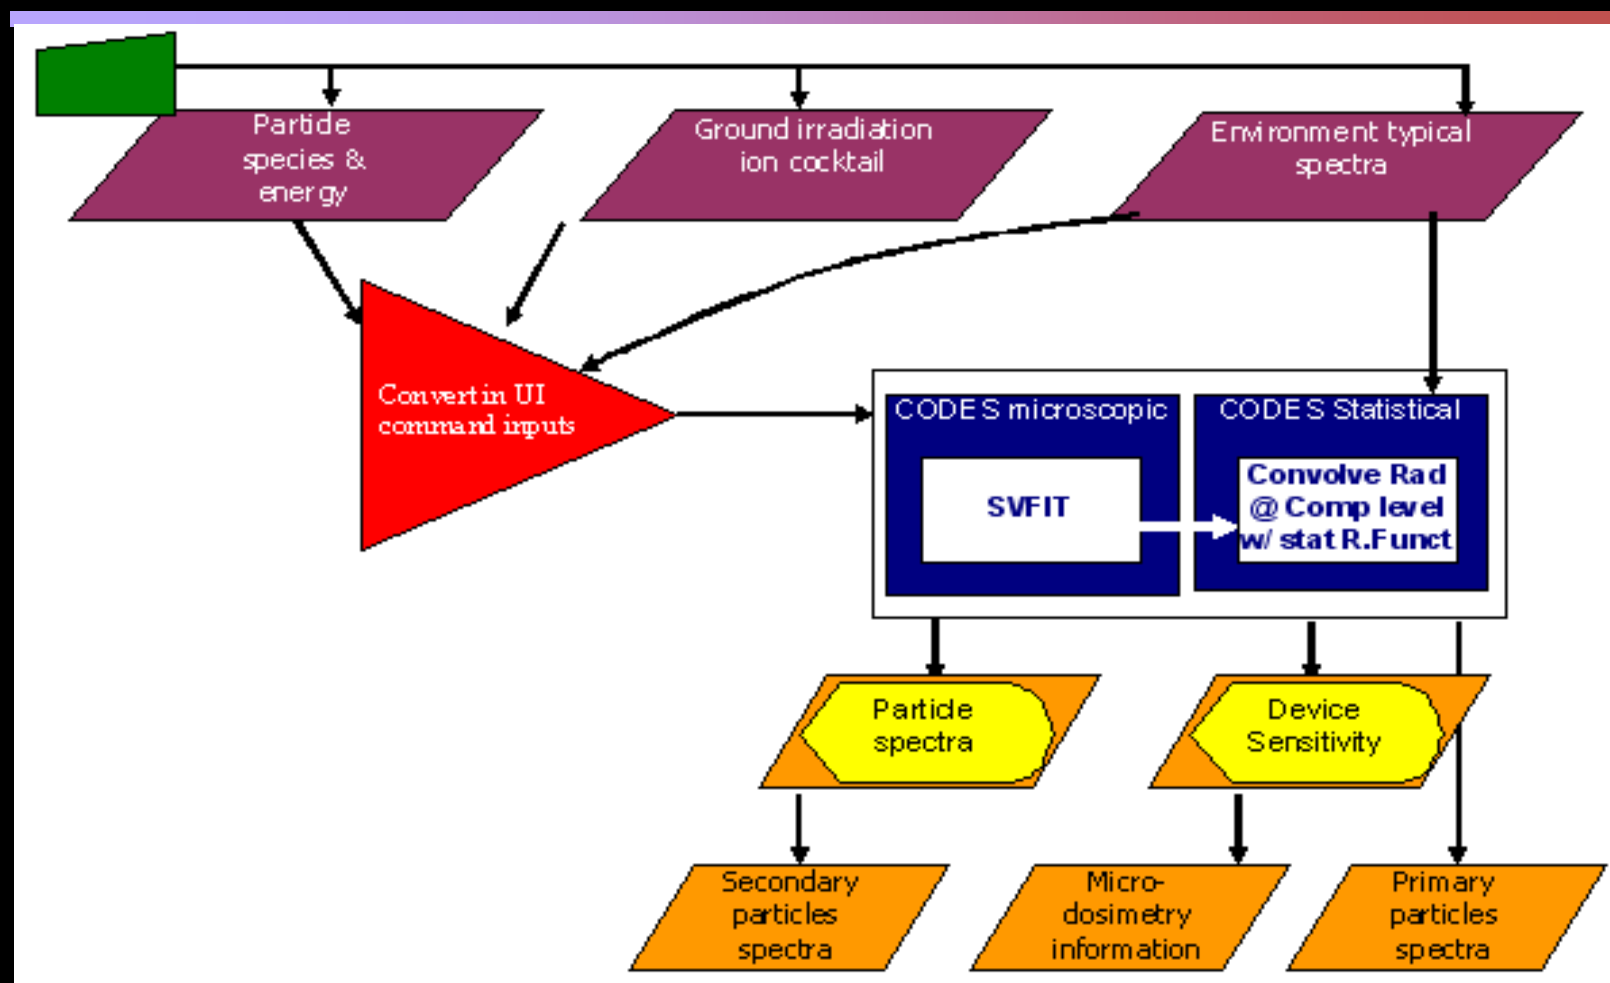 Particle
species &
energy
Ground irradiation
ion cocktail
Environment typical
spectra
Convert in UI
command inputs
CODES microscopic
SVFIT
CODES Statistical
Convolve Rad
@ Comp level
w/ stat R.Funct
Particle
spectra
Device
Sensitivity
Secondary
particles
spectra
Micro-
dosimetry
information
Primary
particles
spectra